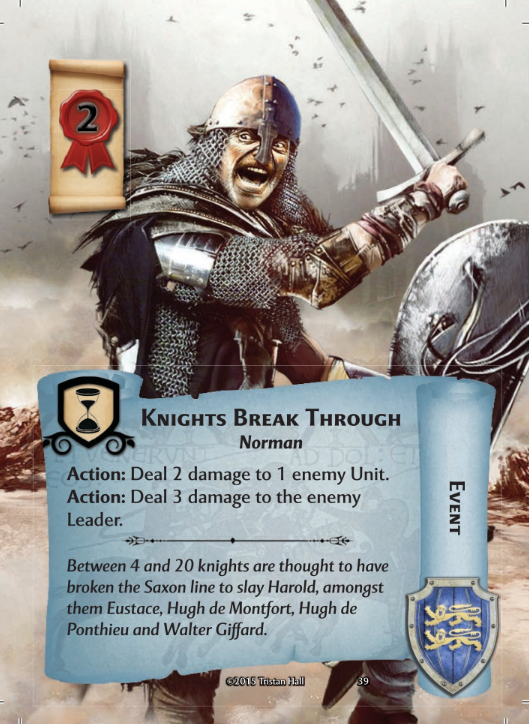 2
Knights Break Through
Norman
Action: Deal 2 damage to 1 enemy Unit.
Action: Deal 3 damage to the enemy
Leader.
Between 4 and 20 knights are thought to have
broken the Saxon line to slay Harold, amongst
them Eustace, Hugh de Montfort, Hugh de
Ponthieu and Walter Giffard.
Event
©2015 Tristan Hall
39